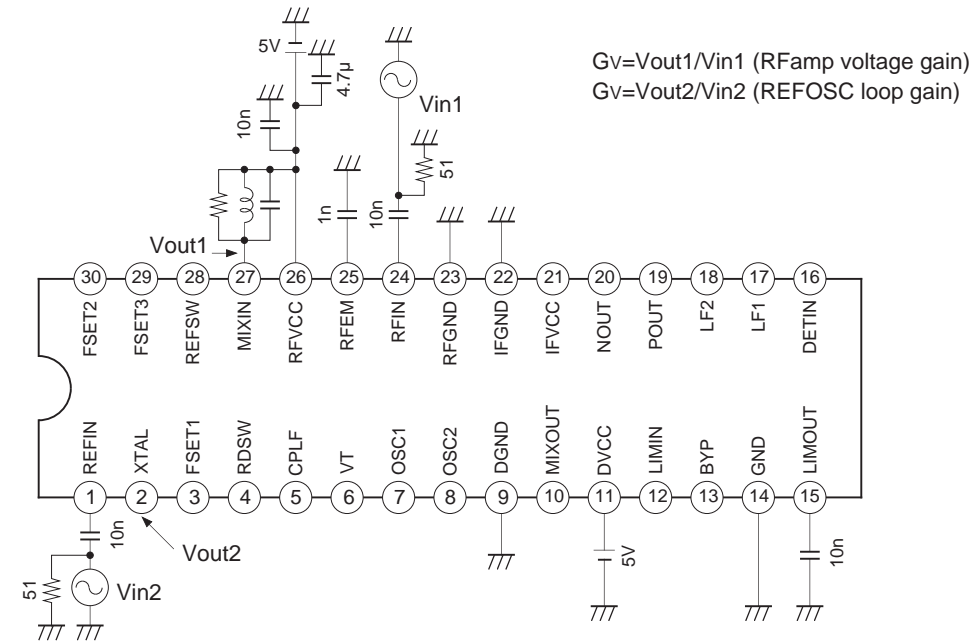 5V
4.7µ
10n
Vin1
51
1n
10n
Gv=Vout1/Vin1 (RFamp voltage gain)
Gv=Vout2/Vin2 (REFOSC loop gain)
Vout1
30 29 28 27 26 25 24 23 22 21 20 19 18 17 16
FSET2 FSET3 REFSW MIXIN RFVCC RFEM RFIN RFGND IFGND IFVCC NOUT POUT LF2 LF1 DETIN
REFIN XTAL FSET1 RDSW CPLF VT OSC1 OSC2 DGND MIXOUT DVCC LIMIN BYP GND LIMOUT
1 2 3 4 5 6 7 8 9 10 11 12 13 14 15
10n
Vout2
51
Vin2
5V
10n